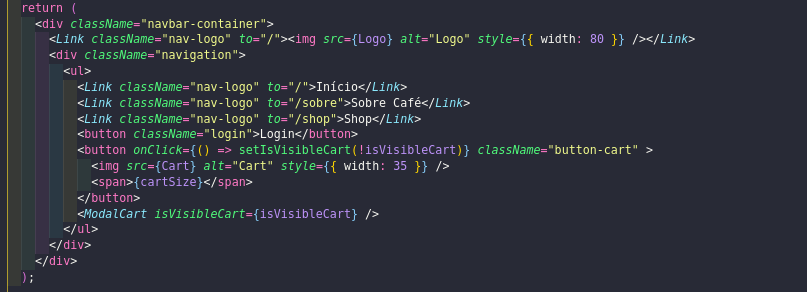 return (
<div className="navbar-container">
<Link className="nav-logo" to="/"><img src={Logo} alt="Logo" style={{ width: 80 }} /></Link>
<div className="navigation">
<ul>
<Link className="nav-logo" to="/">Início</Link>
<Link className="nav-logo" to="/sobre">Sobre Café</Link>
<Link className="nav-logo" to="/shop">Shop</Link>
<button className="login">Login</button>
<button onClick={() => setIsVisibleCart(!isVisibleCart)} className="button-cart" >
<img src={Cart} alt="Cart" style={{ width: 35 }} />
<span>{cartSize}</span>
</button>
<ModalCart isVisibleCart={isVisibleCart} />
</ul>
</div>
</div>
);